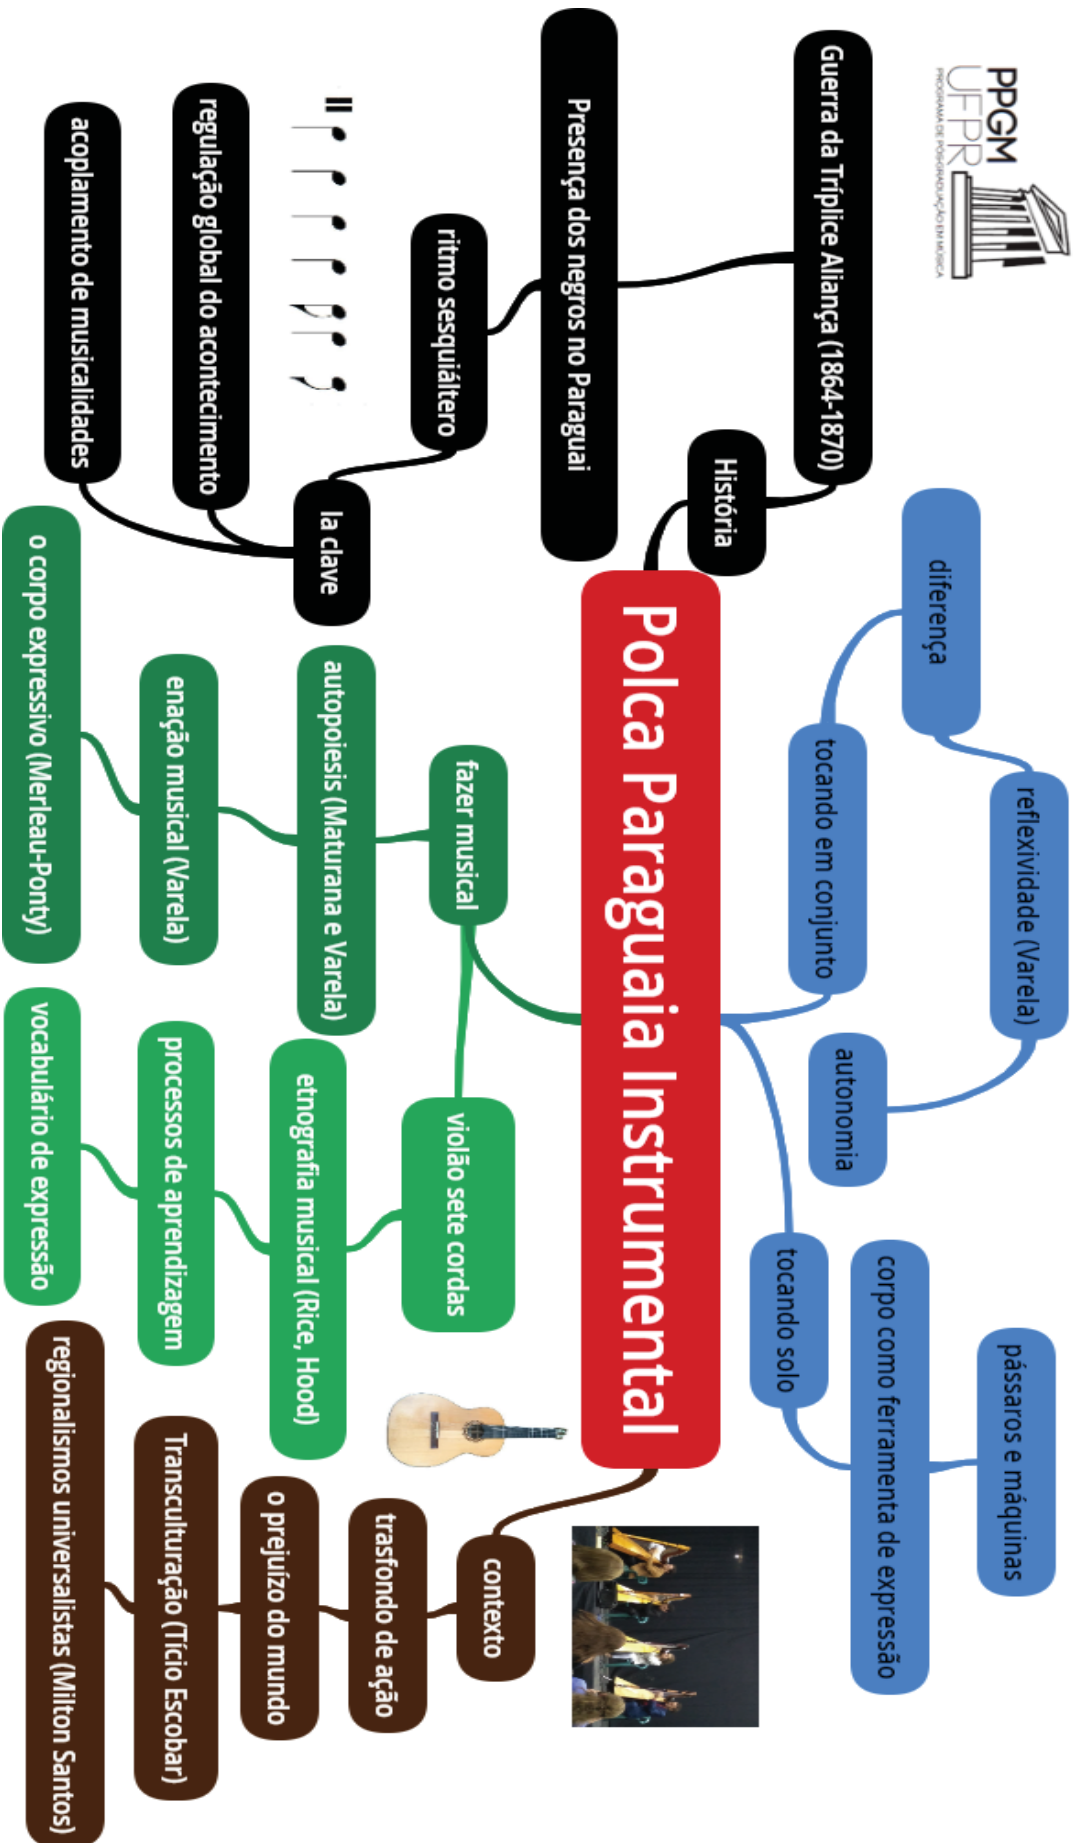 PPGM
UFPR
PROGRAMA DE PÓS-GRADUAÇÃO EM MÚSICA
Guerra da Tríplice Aliança (1864-1870)
História
Presença dos negros no Paraguai
ritmo sesquiáltero
la clave
regulação global do acontecimento
acoplamento de musicalidades
diferença
reflexividade (Varela)
tocando em conjunto
autonomia
pássaros e máquinas
corpo como ferramenta de expressão
tocando solo
Polca Paraguaia Instrumental
fazer musical
autopoiesis (Maturana e Varela)
enação musical (Varela)
o corpo expressivo (Merleau-Ponty)
violão sete cordas
etnografia musical (Rice, Hood)
processos de aprendizagem
vocabulário de expressão
contexto
trasfondo de ação
o prejuízo do mundo
Transculturação (Tício Escobar)
regionalismos universalistas (Milton Santos)